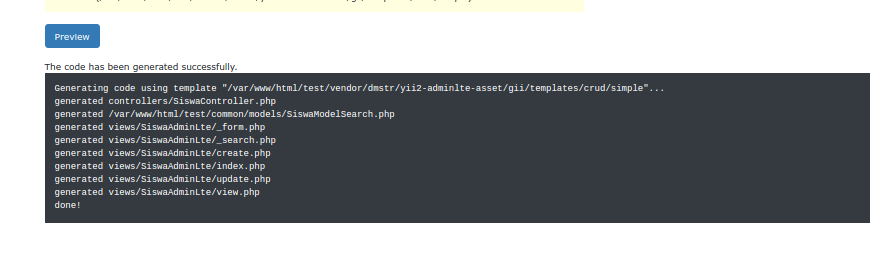 Preview
The code has been generated successfully.
Generating code using template "/var/www/html/test/vendor/dmstr/yii2-adminlte-asset/gii/templates/crud/simple"...
generated controllers/SiswaController.php
generated /var/www/html/test/common/models/SiswaModelSearch.php
generated views/SiswaAdminLte/_form.php
generated views/SiswaAdminLte/_search.php
generated views/SiswaAdminLte/create.php
generated views/SiswaAdminLte/index.php
generated views/SiswaAdminLte/update.php
generated views/SiswaAdminLte/view.php
done!